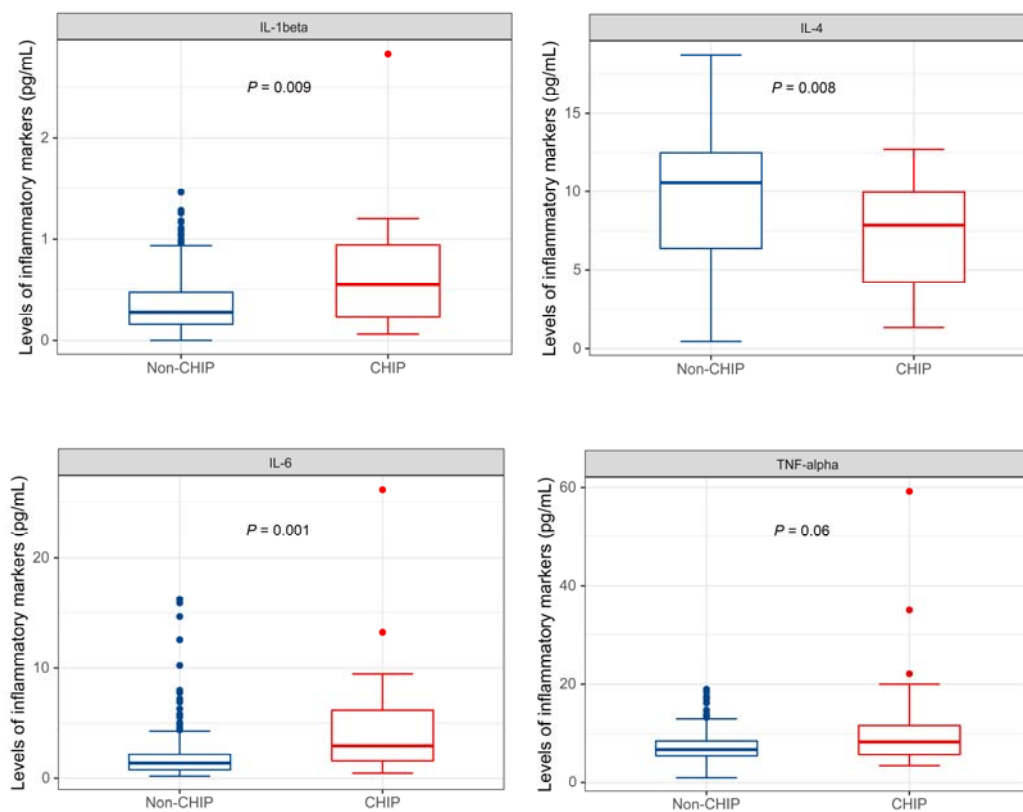 IL-1beta
Levels of inflammatory markers (pg/mL)
P = 0.009
2
1
0
Non-CHIP
CHIP
IL-4
Levels of inflammatory markers (pg/mL)
P = 0.008
15
10
5
0
Non-CHIP
CHIP
IL-6
Levels of inflammatory markers (pg/mL)
P = 0.001
20
10
0
Non-CHIP
CHIP
TNF-alpha
Levels of inflammatory markers (pg/mL)
P = 0.06
60
40
20
0
Non-CHIP
CHIP